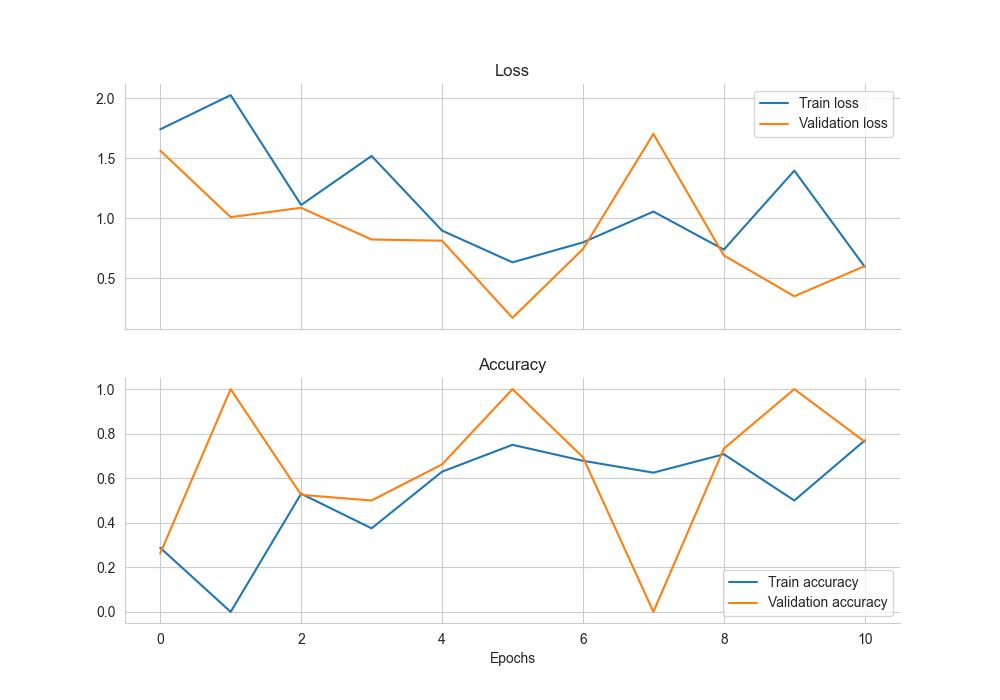 Loss
2.0
1.5
1.0
0.5
Train loss
Validation loss
Accuracy
1.0
0.8
0.6
0.4
0.2
0.0
Train accuracy
Validation accuracy
0 2 4 6 8 10
Epochs